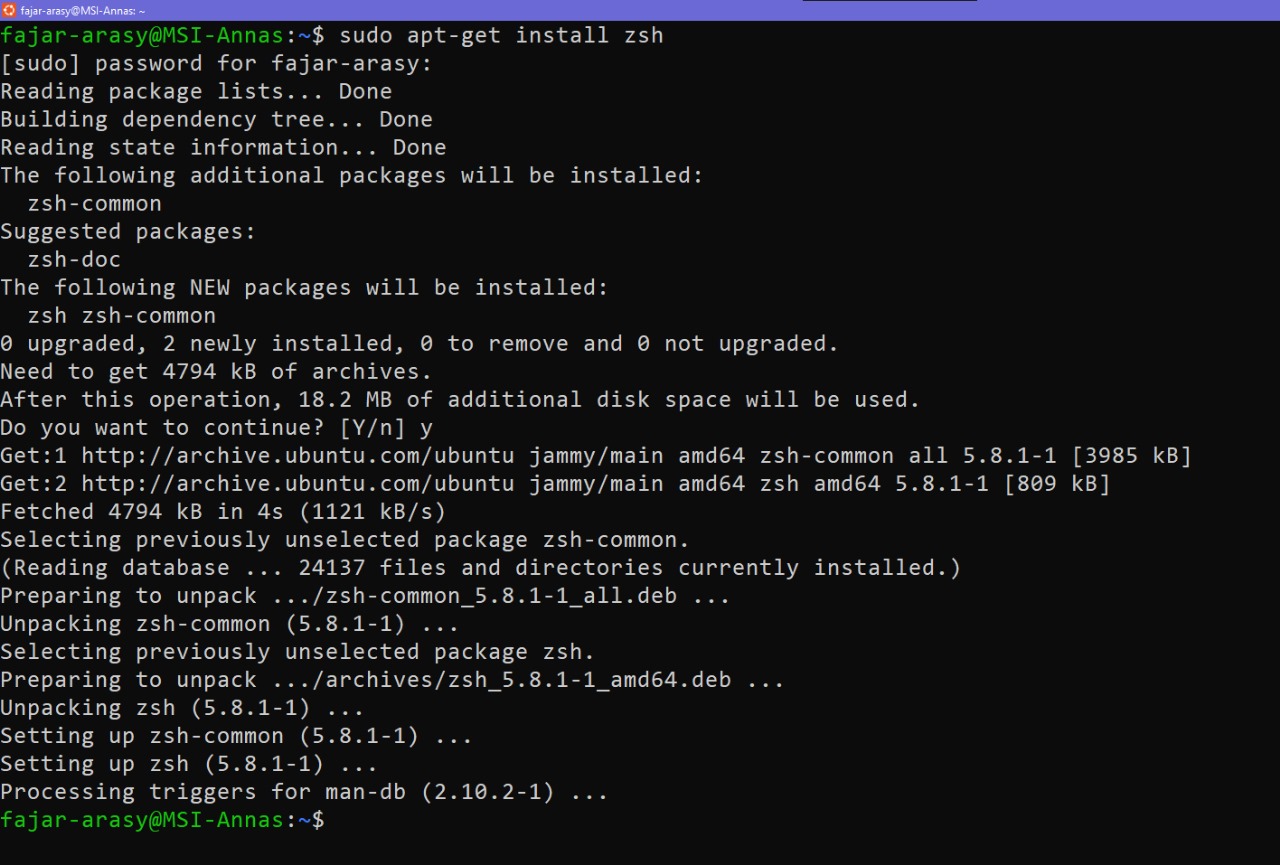 fajar-arasy@MSI-Annas: ~
fajar-arasy@MSI-Annas:~$ sudo apt-get install zsh
[sudo] password for fajar-arasy:
Reading package lists... Done
Building dependency tree... Done
Reading state information... Done
The following additional packages will be installed:
  zsh-common
Suggested packages:
  zsh-doc
The following NEW packages will be installed:
  zsh zsh-common
0 upgraded, 2 newly installed, 0 to remove and 0 not upgraded.
Need to get 4794 kB of archives.
After this operation, 18.2 MB of additional disk space will be used.
Do you want to continue? [Y/n] y
Get:1 http://archive.ubuntu.com/ubuntu jammy/main amd64 zsh-common all 5.8.1-1 [3985 kB]
Get:2 http://archive.ubuntu.com/ubuntu jammy/main amd64 zsh amd64 5.8.1-1 [809 kB]
Fetched 4794 kB in 4s (1121 kB/s)
Selecting previously unselected package zsh-common.
(Reading database ... 24137 files and directories currently installed.)
Preparing to unpack .../zsh-common_5.8.1-1_all.deb ...
Unpacking zsh-common (5.8.1-1) ...
Selecting previously unselected package zsh.
Preparing to unpack .../archives/zsh_5.8.1-1_amd64.deb ...
Unpacking zsh (5.8.1-1) ...
Setting up zsh-common (5.8.1-1) ...
Setting up zsh (5.8.1-1) ...
Processing triggers for man-db (2.10.2-1) ...
fajar-arasy@MSI-Annas:~$